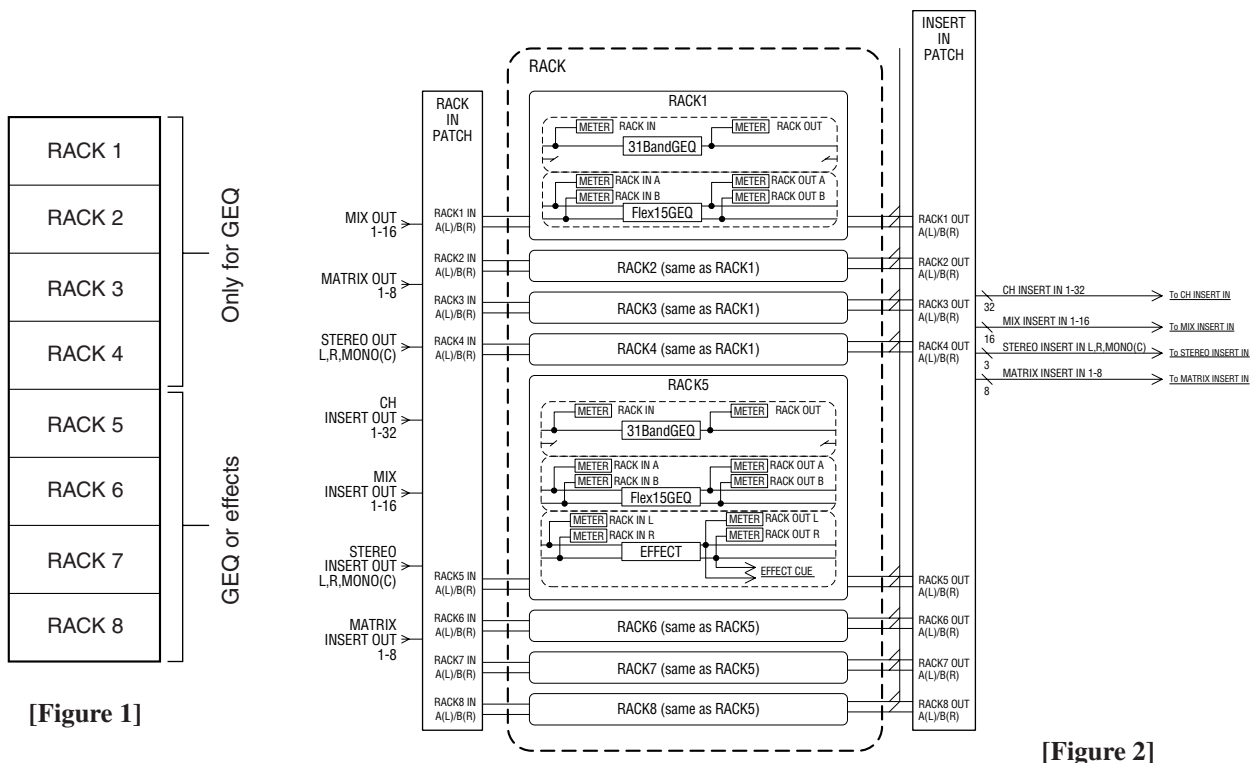 RACK 1
RACK 2
RACK 3
RACK 4
RACK 5
RACK 6
RACK 7
RACK 8
Only for GEQ
GEQ or effects
[Figure 1]
MIX OUT
1-16
MATRIX OUT
1-8
STEREO OUT
L,R,MONO(C)
CH
INSERT OUT
1-32
MIX
INSERT OUT
1-16
STEREO
INSERT OUT
L,R,MONO(C)
MATRIX
INSERT OUT
1-8
RACK
IN
PATCH
RACK1 IN
A(L)/B(R)
RACK2 IN
A(L)/B(R)
RACK3 IN
A(L)/B(R)
RACK4 IN
A(L)/B(R)
RACK5 IN
A(L)/B(R)
RACK6 IN
A(L)/B(R)
RACK7 IN
A(L)/B(R)
RACK8 IN
A(L)/B(R)
RACK
RACK1
METER RACK IN METER RACK OUT
31BandGEQ
METER RACK IN A METER RACK OUT A
METER RACK IN B METER RACK OUT B
Flex15GEQ
RACK2 (same as RACK1)
RACK3 (same as RACK1)
RACK4 (same as RACK1)
RACK5
METER RACK IN METER RACK OUT
31BandGEQ
METER RACK IN A METER RACK OUT A
METER RACK IN B METER RACK OUT B
Flex15GEQ
METER RACK IN L METER RACK OUT L
METER RACK IN R METER RACK OUT R
EFFECT
EFFECT CUE
RACK6 (same as RACK5)
RACK7 (same as RACK5)
RACK8 (same as RACK5)
INSERT
IN
PATCH
RACK1 OUT
A(L)/B(R)
RACK2 OUT
A(L)/B(R)
RACK3 OUT
A(L)/B(R)
RACK4 OUT
A(L)/B(R)
RACK5 OUT
A(L)/B(R)
RACK6 OUT
A(L)/B(R)
RACK7 OUT
A(L)/B(R)
RACK8 OUT
A(L)/B(R)
CH INSERT IN 1-32 To CH INSERT IN
32
MIX INSERT IN 1-16 To MIX INSERT IN
16
STEREO INSERT IN L,R,MONO(C) To STEREO INSERT IN
3
MATRIX INSERT IN 1-8 To MATRIX INSERT IN
8
[Figure 2]